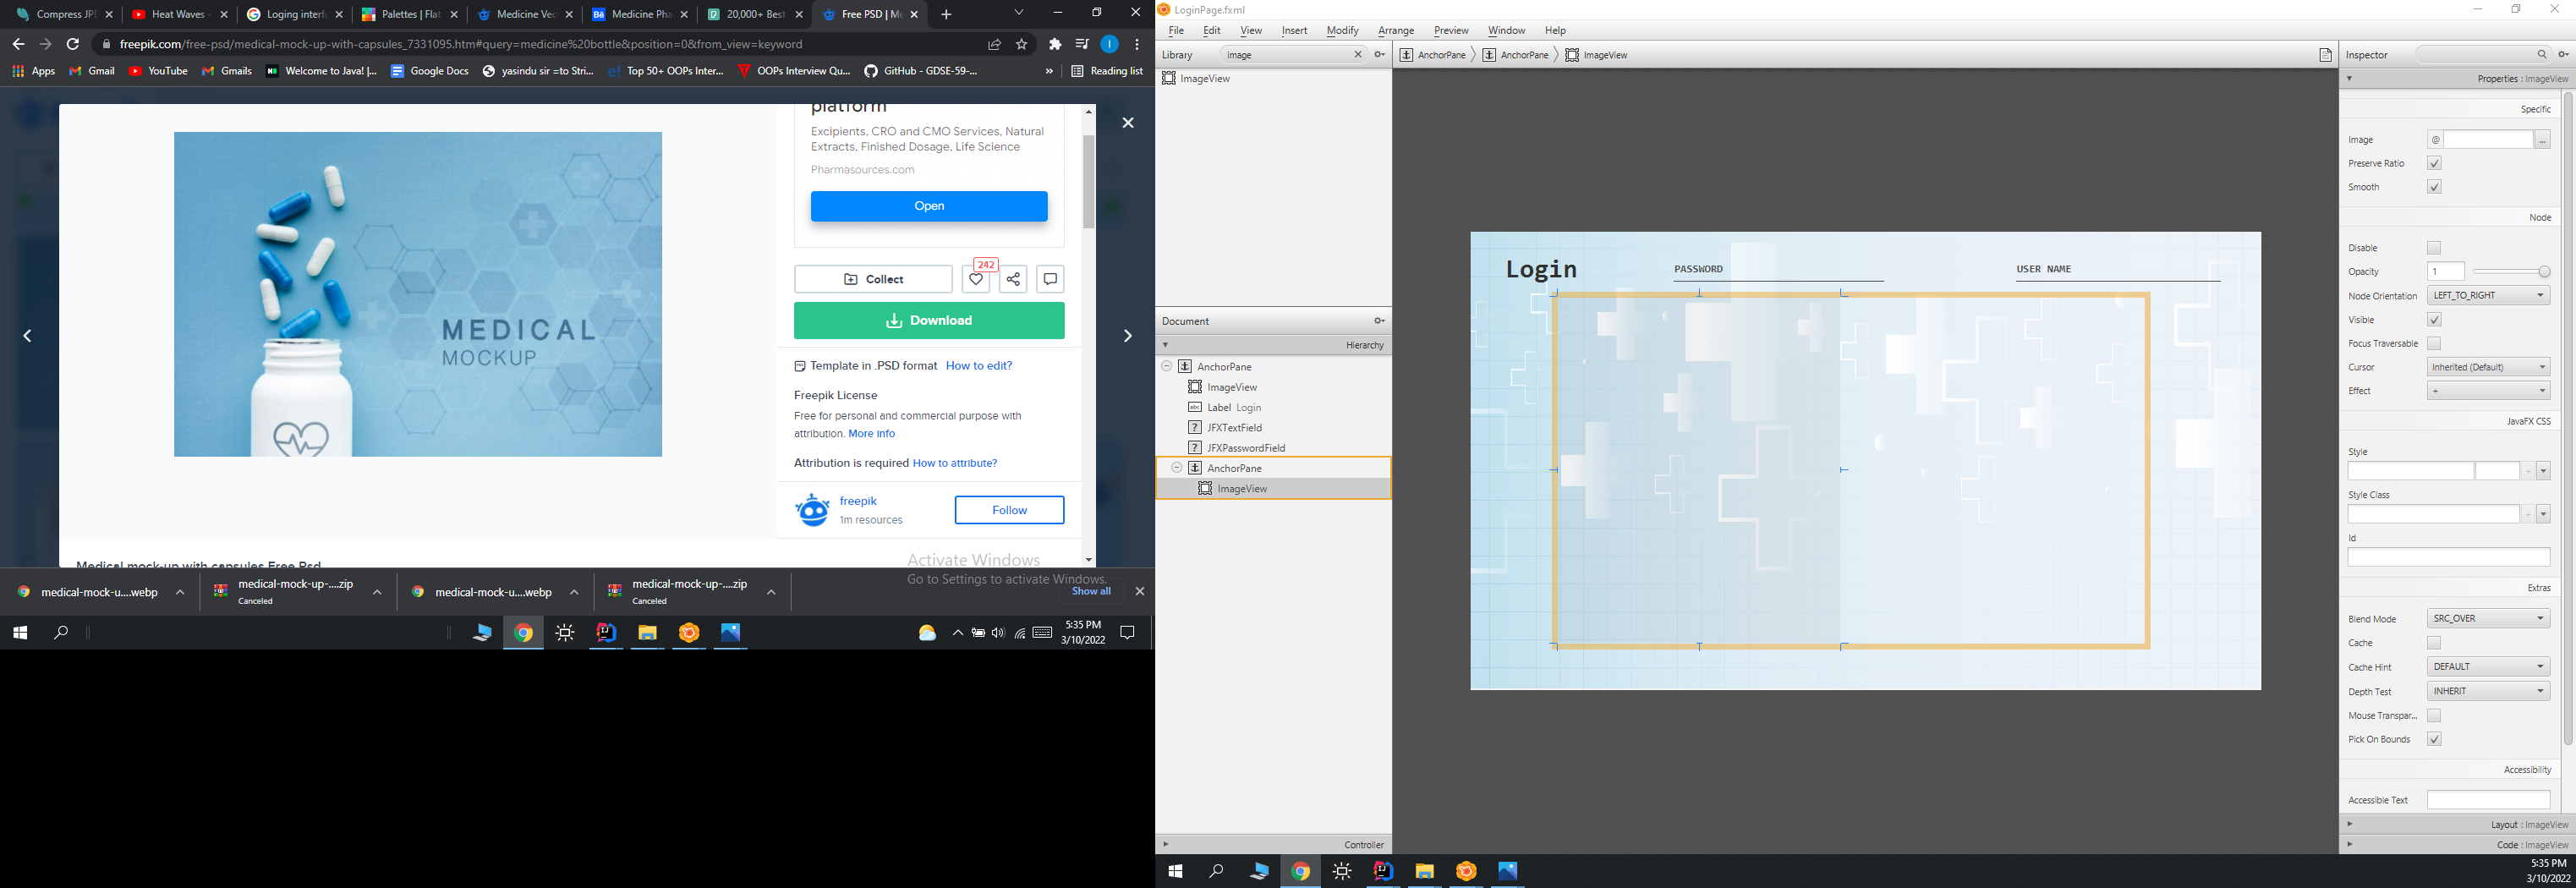 Compress JPE
Heat Waves -
Loging interf
Palettes | Flat
Medicine Vec
Medicine Pha
20,000+ Best
Free PSD | Me
freepik.com/free-psd/medical-mock-up-with-capsules_7331095.htm#query=medicine%20bottle&position=0&from_view=keyword
Apps
Gmail
YouTube
Gmails
Welcome to Java! |...
Google Docs
yasindu sir =to Stri...
Top 50+ OOPs Inter...
OOPs Interview Qu...
GitHub - GDSE-59-...
»
Reading list
platform
Excipients, CRO and CMO Services, Natural
Extracts, Finished Dosage, Life Science
Pharmasources.com
Open
242
Collect
Download
Template in .PSD format How to edit?
Freepik License
Free for personal and commercial purpose with
attribution. More info
Attribution is required How to attribute?
freepik
1m resources
Follow
MEDICAL
MOCKUP
Medical mock-up with capsules Free Psd
Activate Windows
Go to Settings to activate Windows.
medical-mock-u....webp
medical-mock-up-....zip
Canceled
medical-mock-u....webp
medical-mock-up-....zip
Canceled
Show all
5:35 PM
3/10/2022
LoginPage.fxml
File Edit View Insert Modify Arrange Preview Window Help
Library
image
ImageView
AnchorPane
AnchorPane
ImageView
Document
Hierarchy
AnchorPane
ImageView
Label Login
JFXTextField
JFXPasswordField
AnchorPane
ImageView
Controller
Login
PASSWORD
USER NAME
Inspector
Properties : ImageView
Specific
Image @ ...
Preserve Ratio
Smooth
Node
Disable
Opacity 1
Node Orientation LEFT_TO_RIGHT
Visible
Focus Traversable
Cursor Inherited (Default)
Effect +
JavaFX CSS
Style
Style Class
Id
Extras
Blend Mode SRC_OVER
Cache
Cache Hint DEFAULT
Depth Test INHERIT
Mouse Transpar...
Pick On Bounds
Accessibility
Accessible Text
Layout : ImageView
Code : ImageView
5:35 PM
3/10/2022